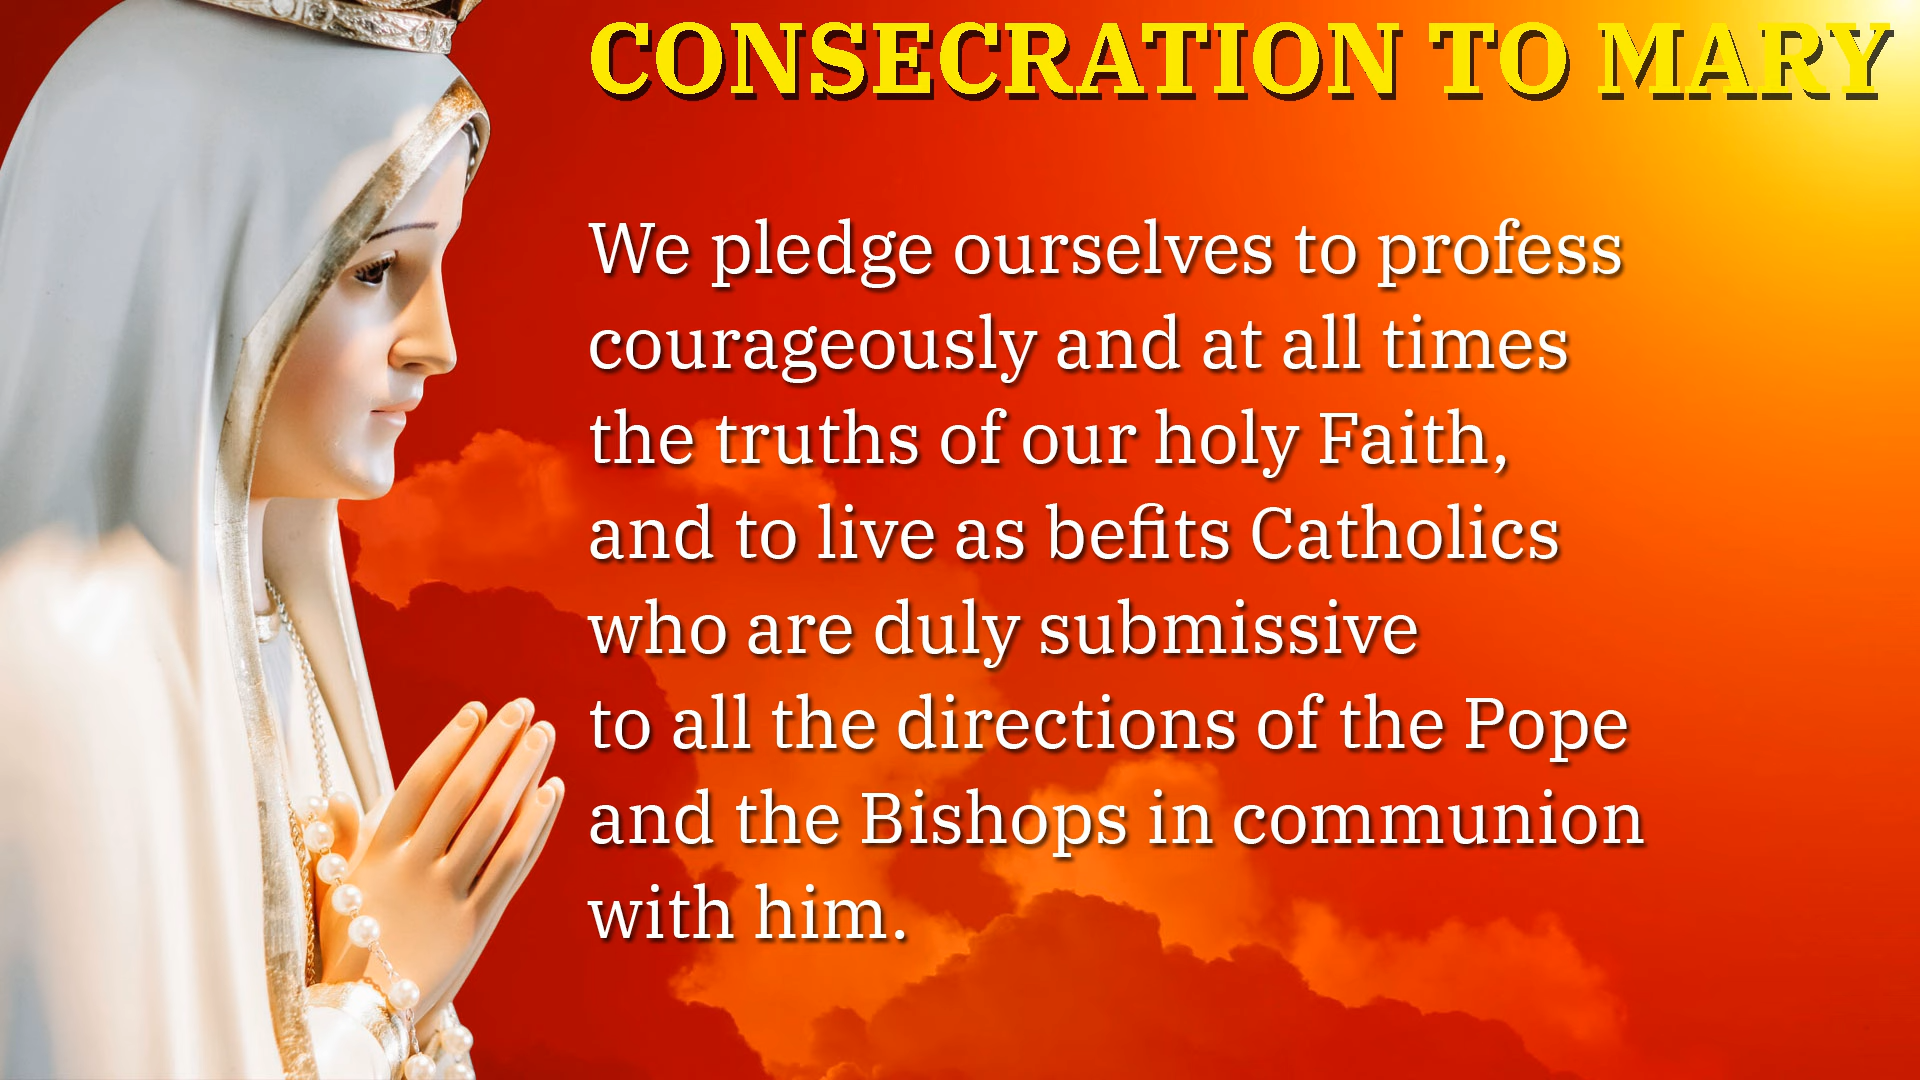 CONSECRATION TO MARY
We pledge ourselves to profess
courageously and at all times
the truths of our holy Faith,
and to live as befits Catholics
who are duly submissive
to all the directions of the Pope
and the Bishops in communion
with him.